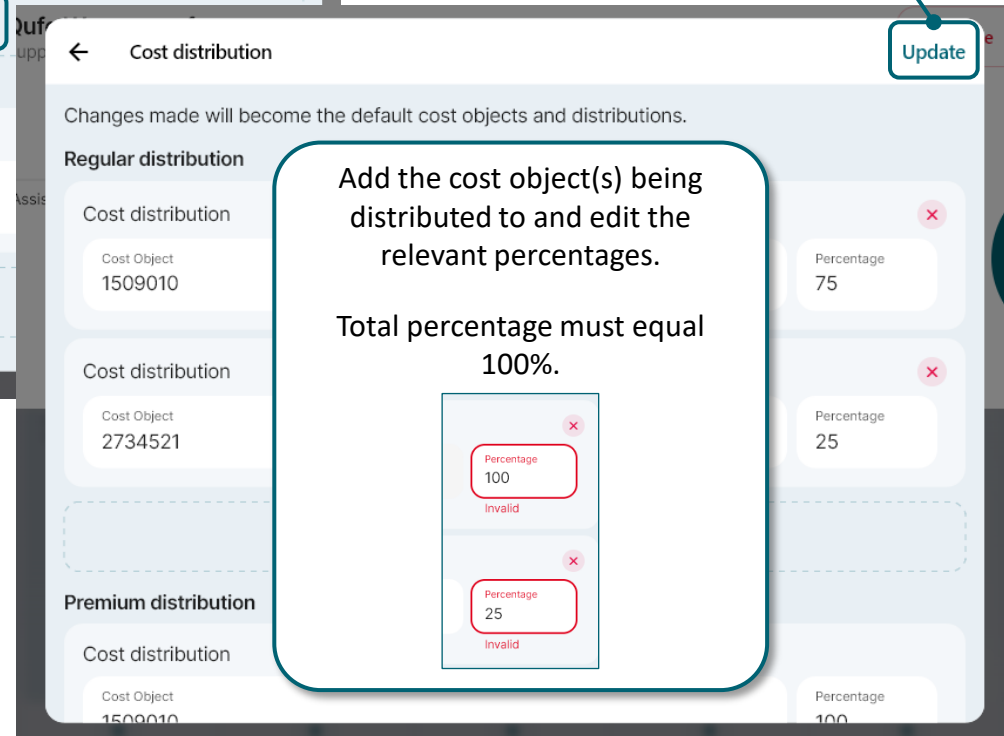 Cost distribution
Update
Changes made will become the default cost objects and distributions.
Regular distribution
Cost distribution
Cost Object
1509010
Percentage
75
Cost distribution
Cost Object
2734521
Percentage
25
Add the cost object(s) being
distributed to and edit the
relevant percentages.
Total percentage must equal
100%.
Percentage
100
Invalid
Percentage
25
Invalid
Premium distribution
Cost distribution
Cost Object
1509010
Percentage
100